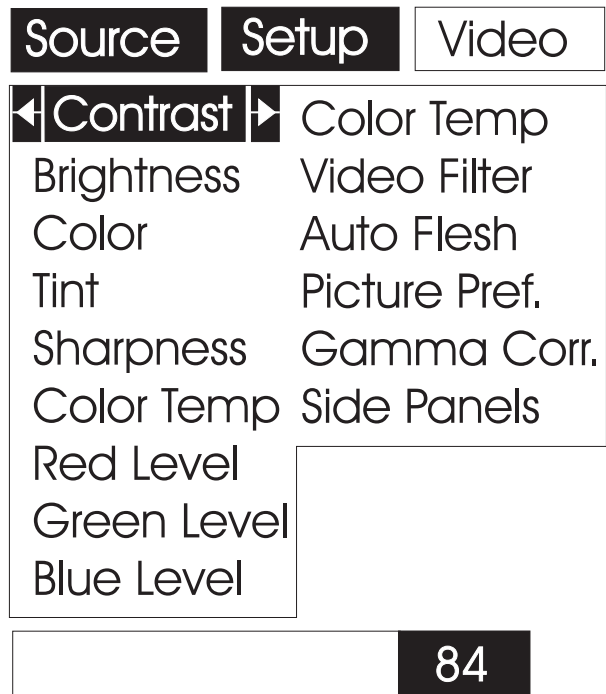 Source Setup Video
Contrast
Brightness
Color
Tint
Sharpness
Color Temp
Red Level
Green Level
Blue Level
Color Temp
Video Filter
Auto Flesh
Picture Pref.
Gamma Corr.
Side Panels
84